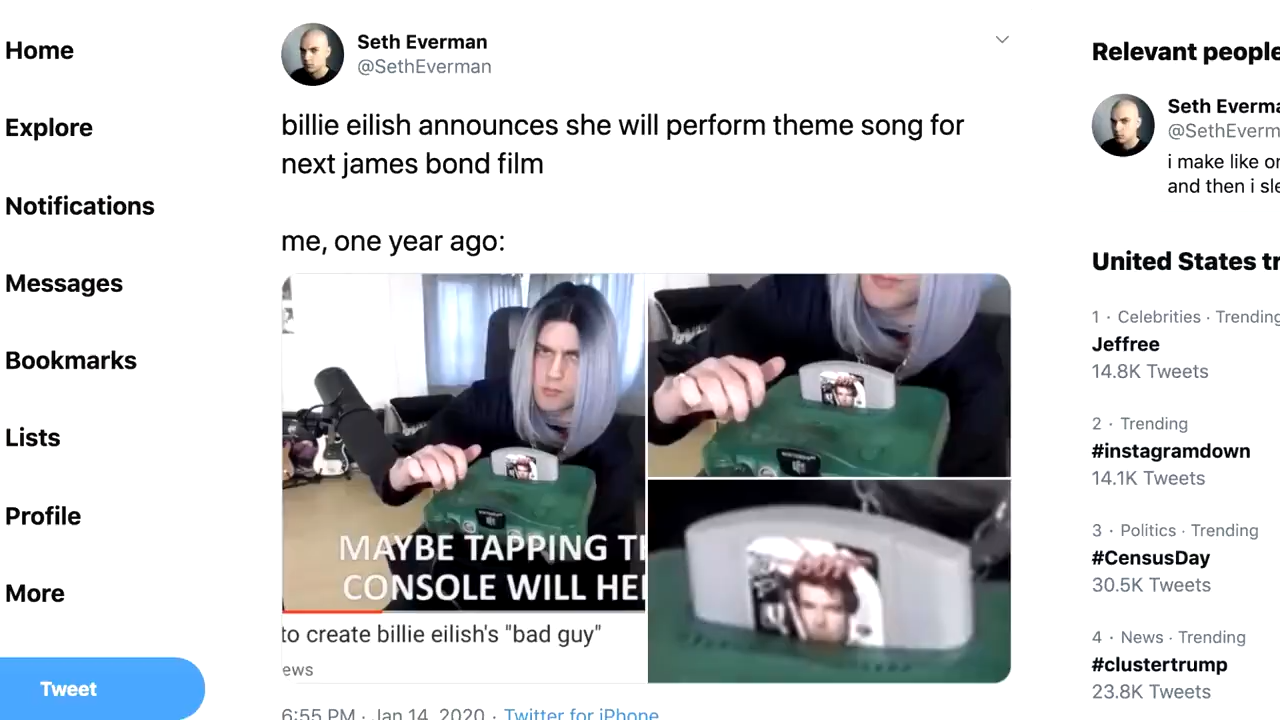 Home
Explore
Notifications
Messages
Bookmarks
Lists
Profile
More
Tweet
Seth Everman
@SethEverman
billie eilish announces she will perform theme song for
next james bond film
me, one year ago:
MAYBE TAPPING TH
CONSOLE WILL HEL
to create billie eilish's "bad guy"
ews
6:55 PM · Jan 14, 2020 · Twitter for iPhone
Relevant people
Seth Everma
@SethEverm
i make like or
and then i sle
United States tr
1 · Celebrities · Trending
Jeffree
14.8K Tweets
2 · Trending
#instagramdown
14.1K Tweets
3 · Politics · Trending
#CensusDay
30.5K Tweets
4 · News · Trending
#clustertrump
23.8K Tweets